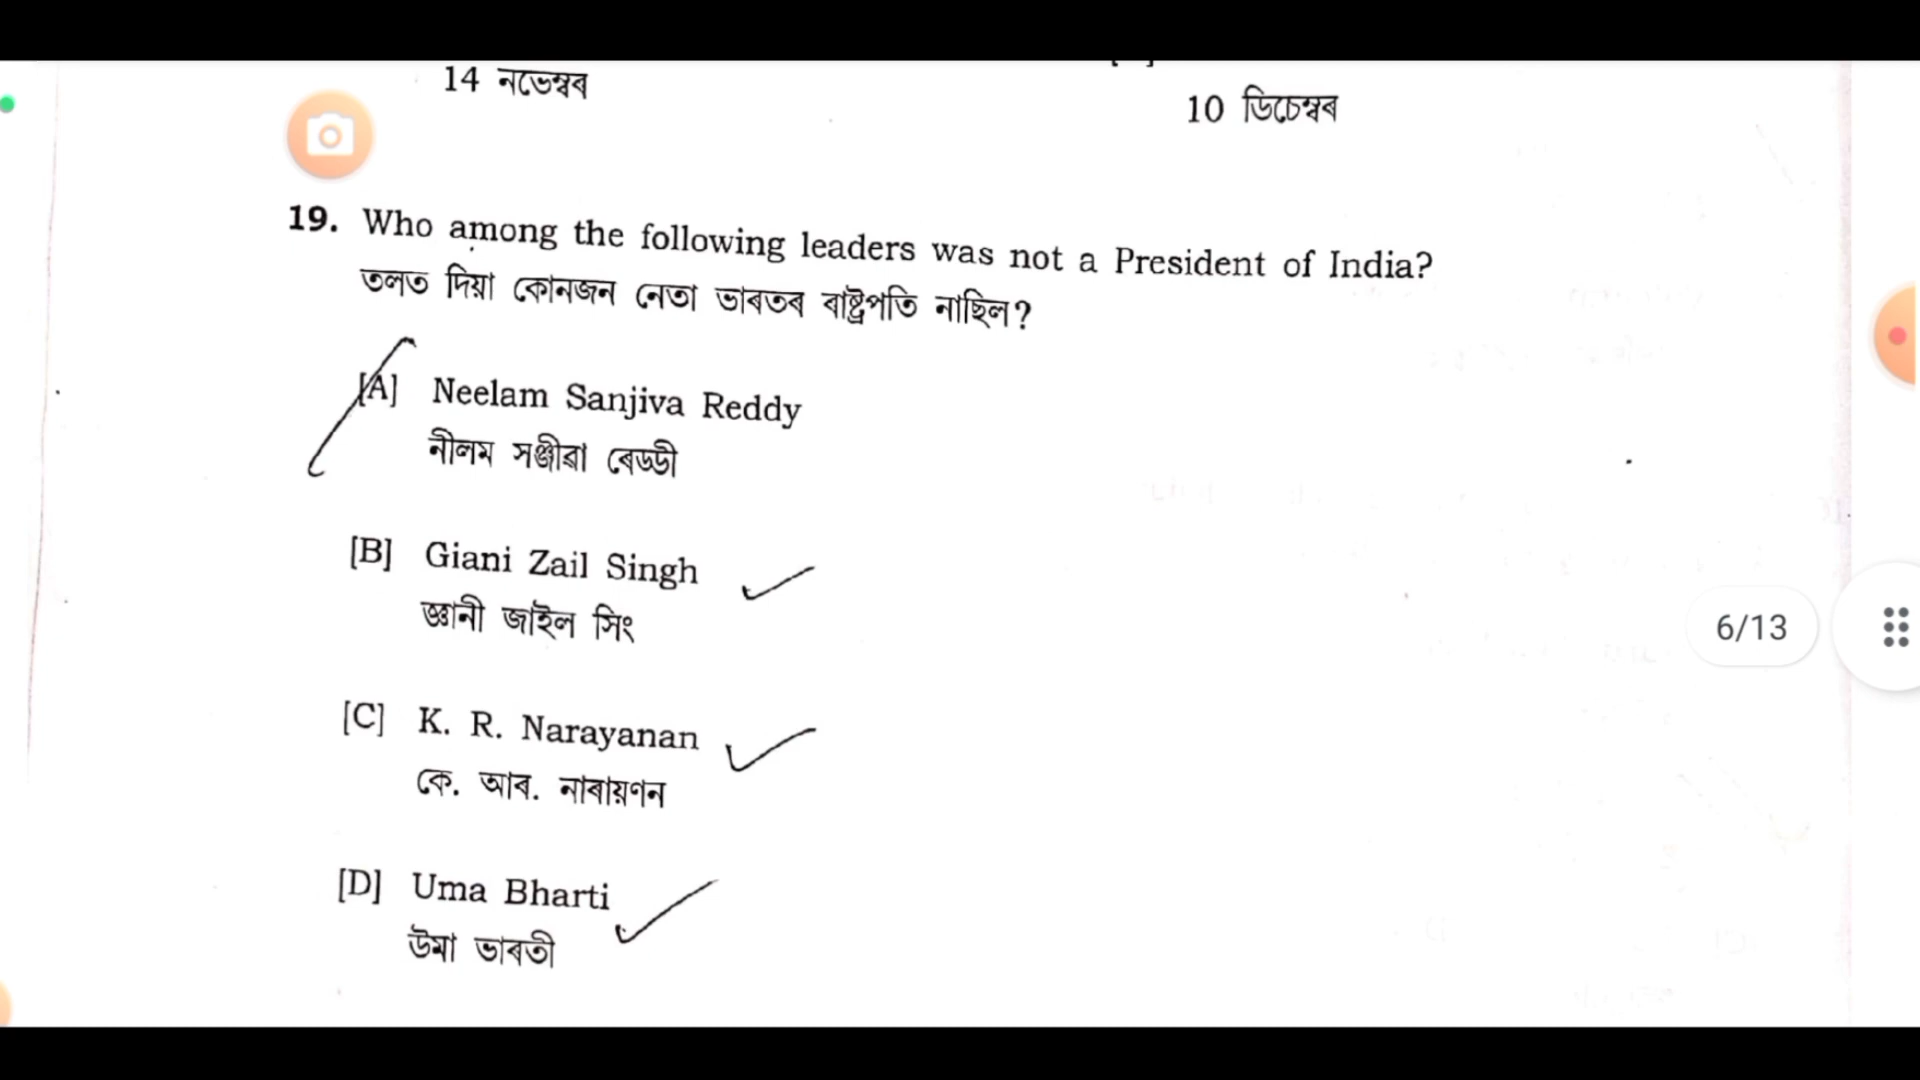 14 নৱেম্বৰ
10 ডিচেম্বৰ
19. Who among the following leaders was not a President of India?
তলত দিয়া কোনজন নেতা ভাৰতৰ ৰাষ্ট্ৰপতি নাছিল?
[A] Neelam Sanjiva Reddy
নীলম সঞ্জীৱা ৰেড্ডী
[B] Giani Zail Singh
জ্ঞানী জাইল সিং
[C] K. R. Narayanan
কে. আৰ. নাৰায়ণন
6/13
[D] Uma Bharti
উমা ভাৰতী